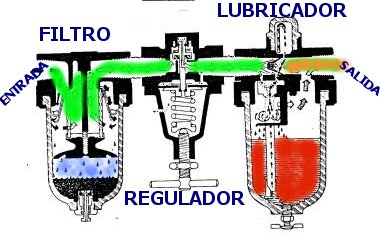 LUBRICADOR
FILTRO
ENTRADA
SALIDA
REGULADOR